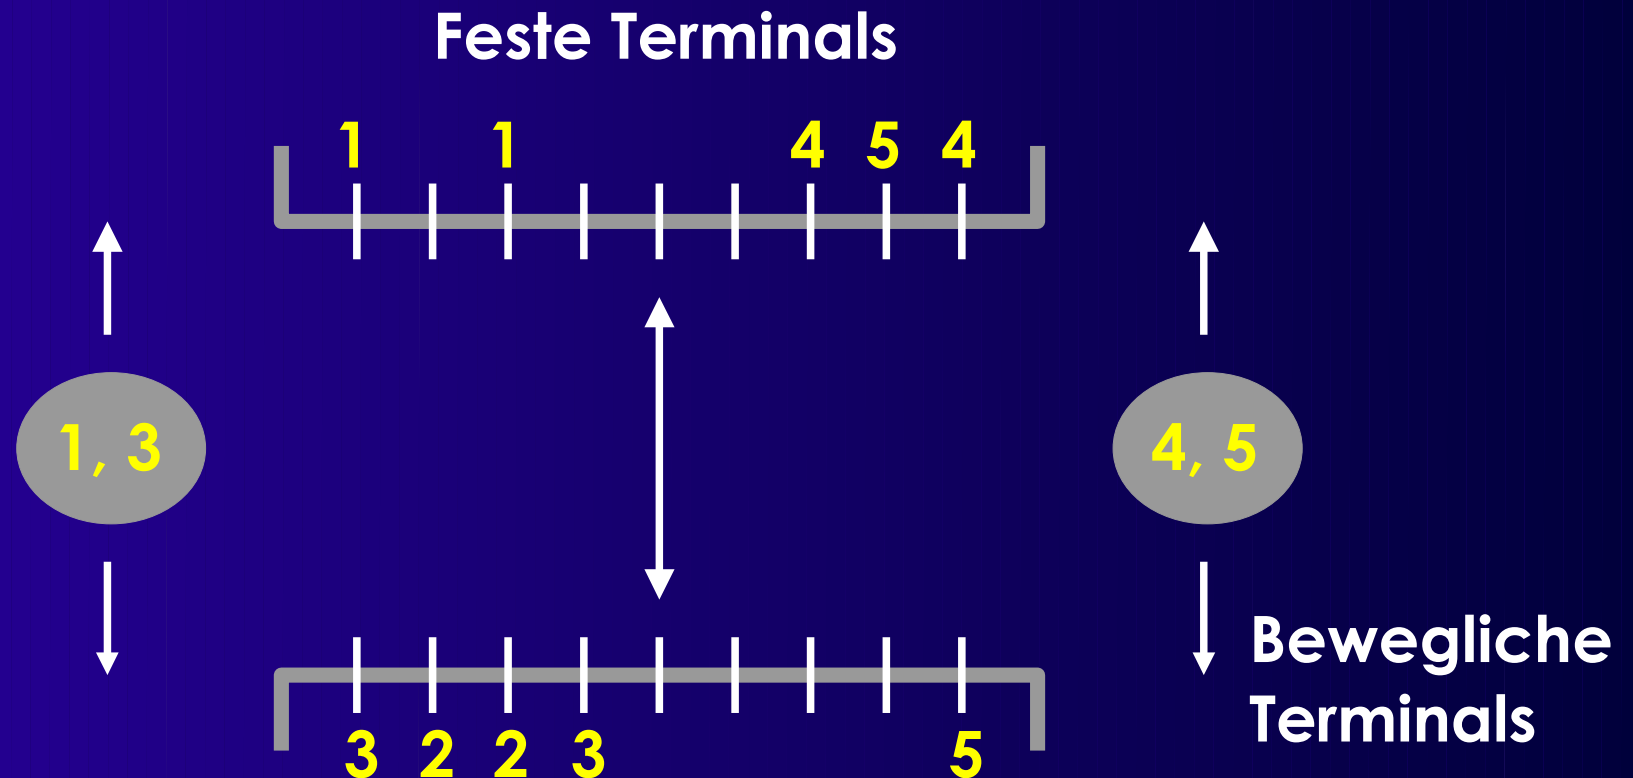 Feste Terminals
1 1 4 5 4
1, 3
4, 5
Bewegliche
Terminals
3 2 2 3 5